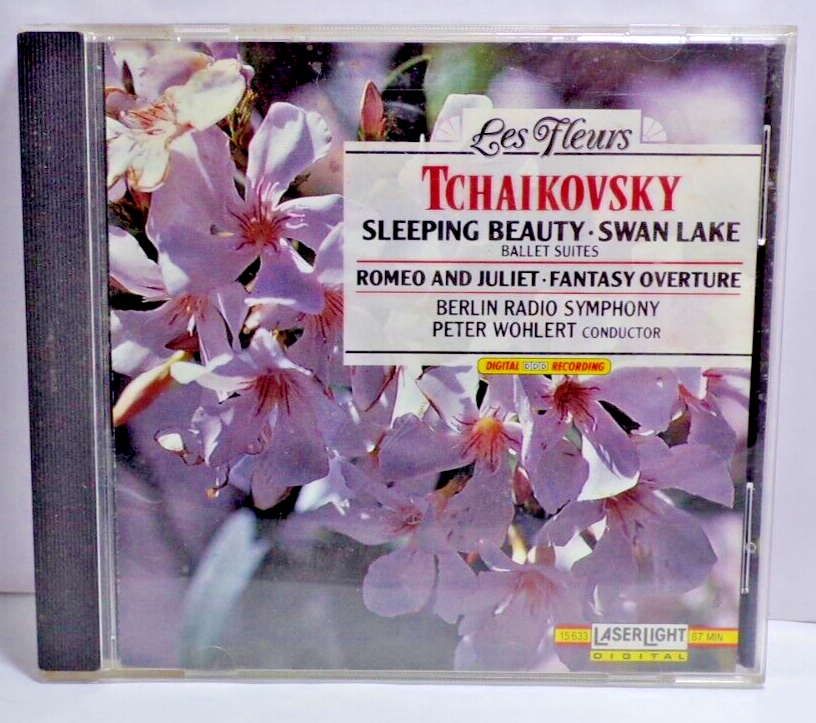 Les Fleurs
TCHAIKOVSKY
SLEEPING BEAUTY · SWAN LAKE
BALLET SUITES
ROMEO AND JULIET · FANTASY OVERTURE
BERLIN RADIO SYMPHONY
PETER WOHLERT CONDUCTOR
DIGITAL DDD RECORDING
15 633 LASERLIGHT 67 MIN
DIGITAL